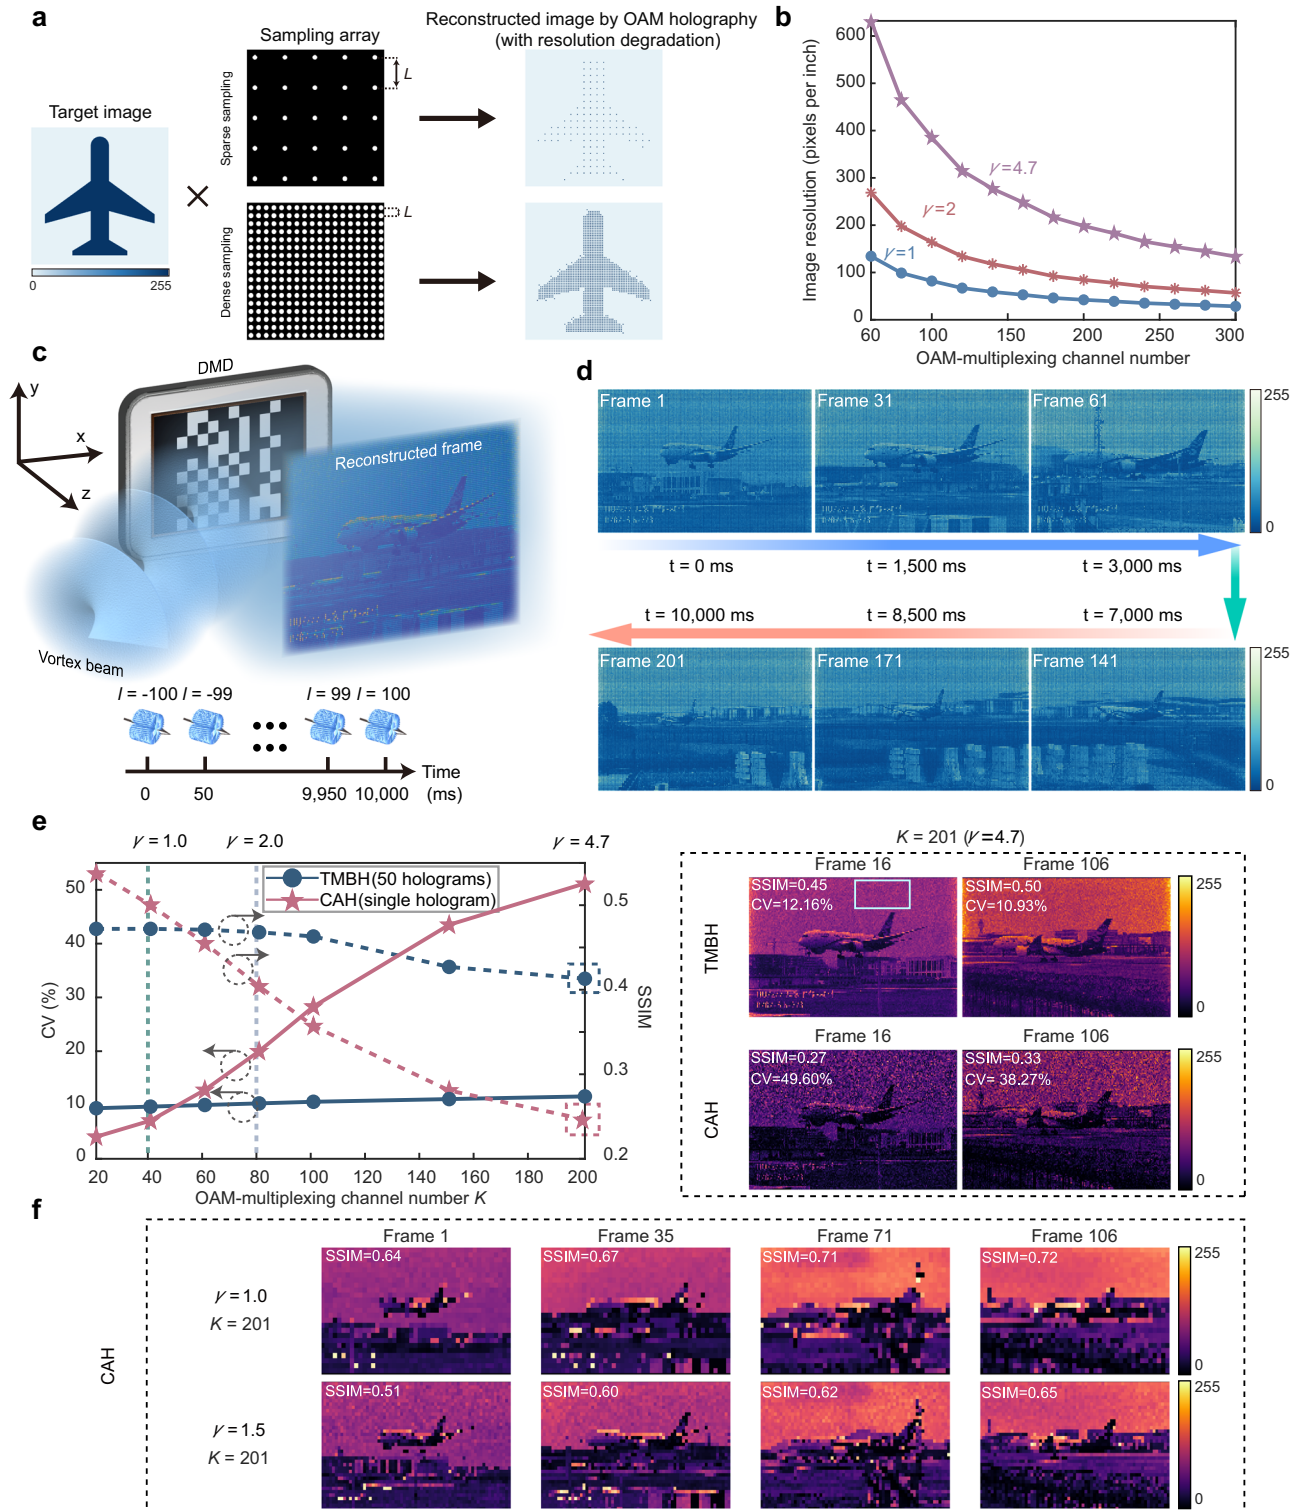 a
Target image
0 255
Sampling array
Sparse sampling
L
Dense sampling
L
Reconstructed image by OAM holography
(with resolution degradation)
b
Image resolution (pixels per inch)
600
500
400
300
200
100
0
γ=4.7
γ=2
γ=1
60 100 150 200 250 300
OAM-multiplexing channel number
c
DMD
y
x
z
Reconstructed frame
Vortex beam
l = -100 l = -99 l = 99 l = 100
Time
(ms)
0 50 9,950 10,000
d
Frame 1 Frame 31 Frame 61
255
0
t = 0 ms t = 1,500 ms t = 3,000 ms
t = 10,000 ms t = 8,500 ms t = 7,000 ms
Frame 201 Frame 171 Frame 141
255
0
e
γ = 1.0 γ = 2.0 γ = 4.7
TMBH(50 holograms)
CAH(single hologram)
CV (%)
50
40
30
20
10
0
SSIM
0.5
0.4
0.3
0.2
20 40 60 80 100 120 140 160 180 200
OAM-multiplexing channel number K
K = 201 (γ=4.7)
Frame 16 Frame 106
TMBH
SSIM=0.45
CV=12.16%
SSIM=0.50
CV=10.93%
255
0
Frame 16 Frame 106
CAH
SSIM=0.27
CV=49.60%
SSIM=0.33
CV= 38.27%
255
0
f
Frame 1 Frame 35 Frame 71 Frame 106
CAH
γ = 1.0
K = 201
SSIM=0.64 SSIM=0.67 SSIM=0.71 SSIM=0.72
255
0
γ = 1.5
K = 201
SSIM=0.51 SSIM=0.60 SSIM=0.62 SSIM=0.65
255
0